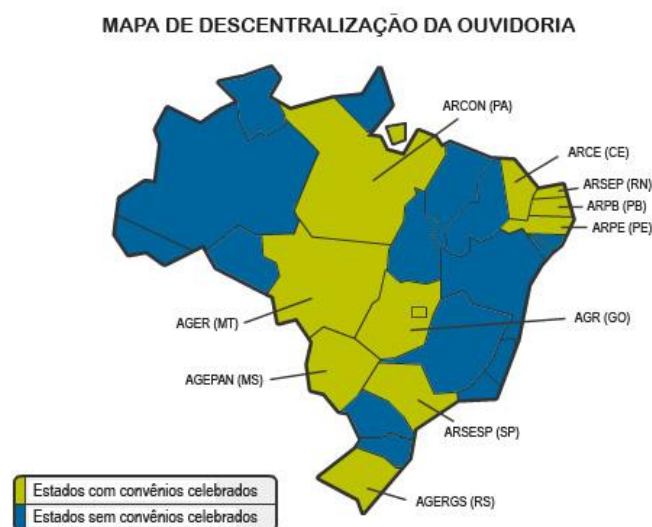 MAPA DE DESCENTRALIZAÇÃO DA OUVIDORIA
ARCON (PA)
ARCE (CE)
ARSEP (RN)
ARPB (PB)
ARPE (PE)
AGER (MT)
AGR (GO)
AGEPAN (MS)
ARSESP (SP)
AGERGS (RS)
Estados com convênios celebrados
Estados sem convênios celebrados